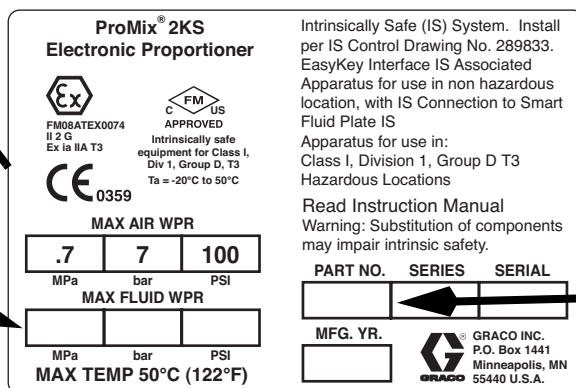 ProMix® 2KS
Electronic Proportioner
Ex
FM08ATEX0074
II 2 G
Ex ia IIA T3
CE 0359
C FM US
APPROVED
Intrinsically safe
equipment for Class I,
Div 1, Group D, T3
Ta = -20°C to 50°C
MAX AIR WPR
.7 7 100
MPa bar PSI
MAX FLUID WPR
MPa bar PSI
MAX TEMP 50°C (122°F)
Intrinsically Safe (IS) System. Install
per IS Control Drawing No. 289833.
EasyKey Interface IS Associated
Apparatus for use in non hazardous
location, with IS Connection to Smart
Fluid Plate IS
Apparatus for use in:
Class I, Division 1, Group D T3
Hazardous Locations
Read Instruction Manual
Warning: Substitution of components
may impair intrinsic safety.
PART NO. SERIES SERIAL
MFG. YR.
GRACO
®
GRACO INC.
P.O. Box 1441
Minneapolis, MN
55440 U.S.A.